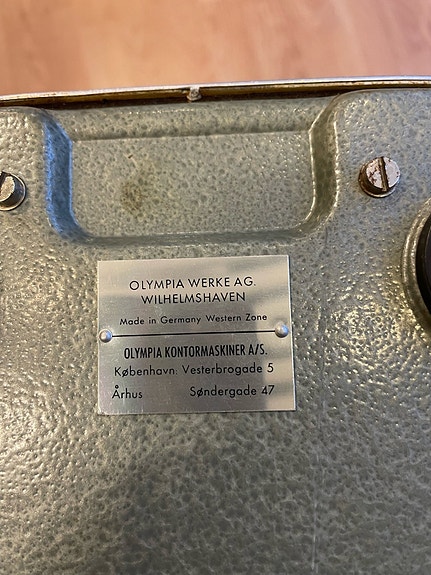 OLYMPIA WERKE AG.
WILHELMSHAVEN
Made in Germany Western Zone
OLYMPIA KONTORMASKINER A/S.
København: Vesterbrogade 5
Århus Søndergade 47